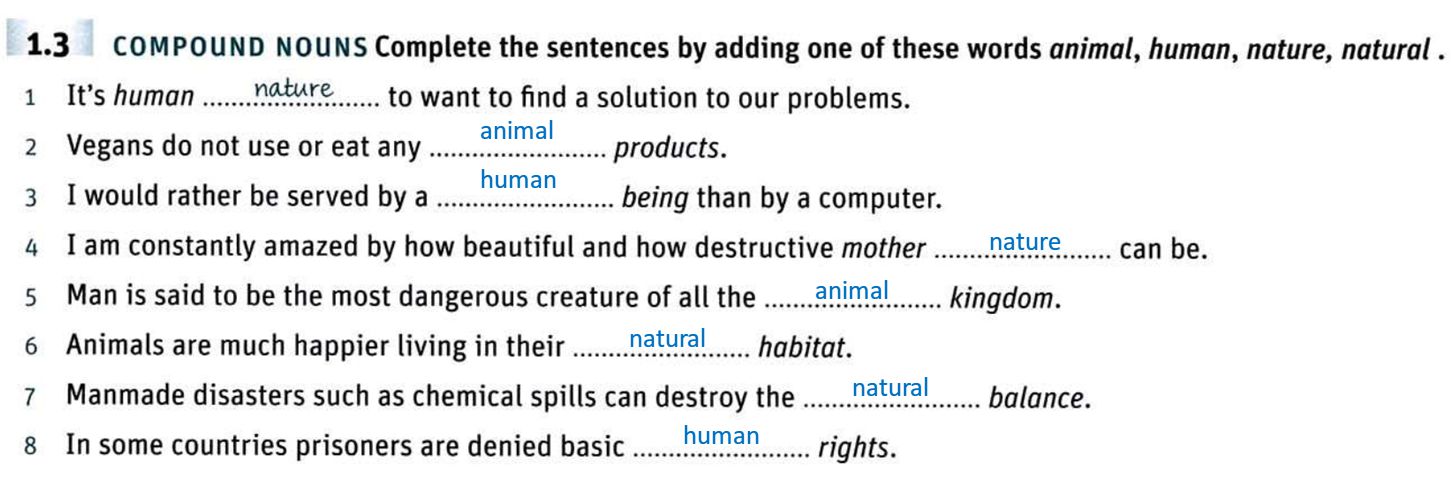 1.3 COMPOUND NOUNS Complete the sentences by adding one of these words animal, human, nature, natural .
1 It's human ........nature........ to want to find a solution to our problems.
2 Vegans do not use or eat any ........animal........ products.
3 I would rather be served by a ........human........ being than by a computer.
4 I am constantly amazed by how beautiful and how destructive mother ........nature........ can be.
5 Man is said to be the most dangerous creature of all the ........animal........ kingdom.
6 Animals are much happier living in their ........natural........ habitat.
7 Manmade disasters such as chemical spills can destroy the ........natural........ balance.
8 In some countries prisoners are denied basic ........human........ rights.